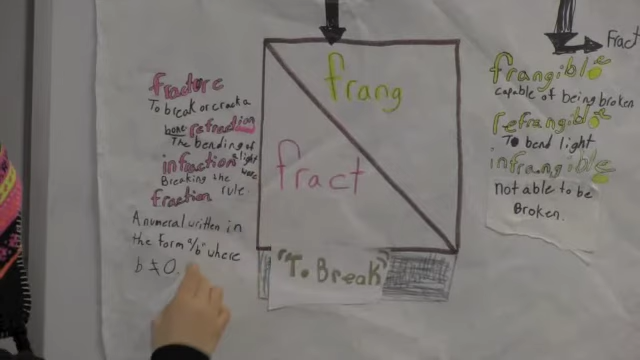 fracture
To break or crack a
bone
refraction
The bending of
light
infraction
Breaking the
rule.
fraction
A numeral written in
the form "a/b" where
b ≠ 0.
frang
fract
"To Break"
Fract
frangible
capable of being broken
refrangible
To bend light
infrangible
not able to be
Broken.